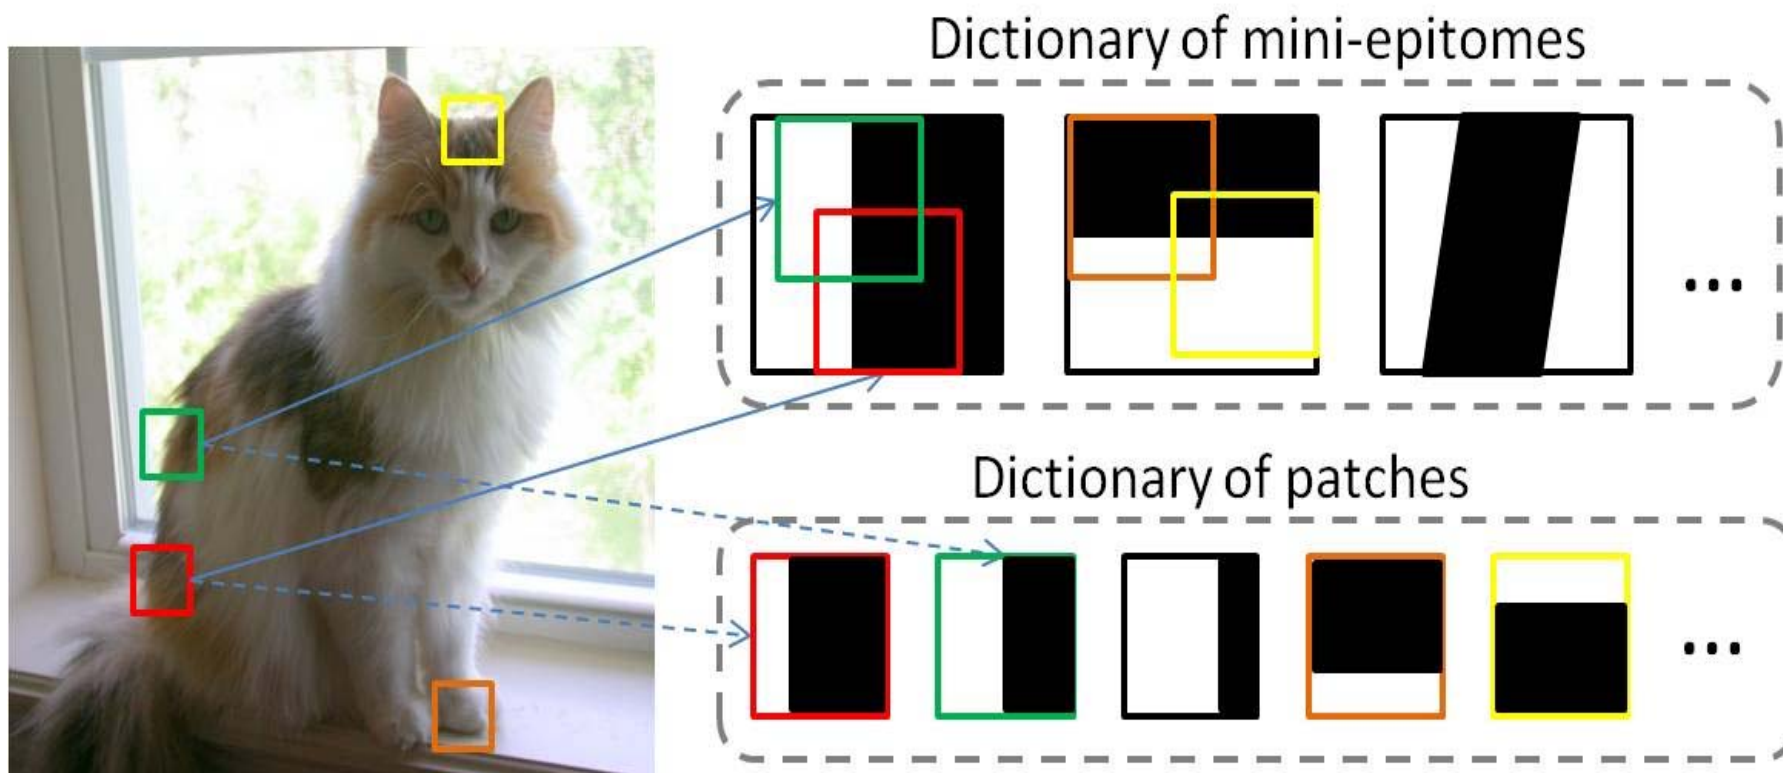 Dictionary of mini-epitomes
...
Dictionary of patches
...